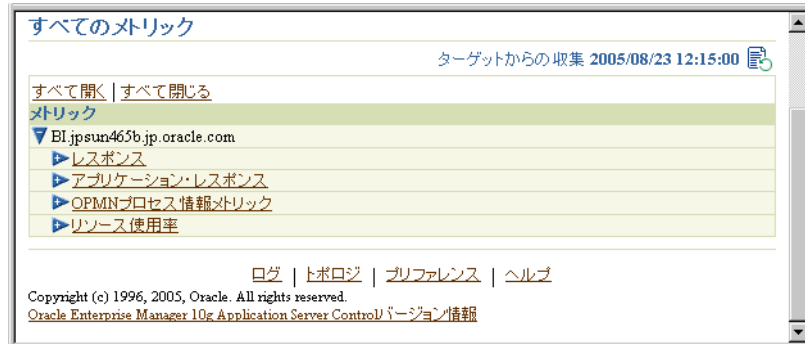 すべてのメトリック
ターゲットからの収集 2005/08/23 12:15:00
すべて開く | すべて閉じる
メトリック
BI.jpsun465b.jp.oracle.com
レスポンス
アプリケーション・レスポンス
OPMNプロセス情報メトリック
リソース使用率
ログ | トポロジ | プリファレンス | ヘルプ
Copyright (c) 1996, 2005, Oracle. All rights reserved.
Oracle Enterprise Manager 10g Application Server Controlバージョン情報